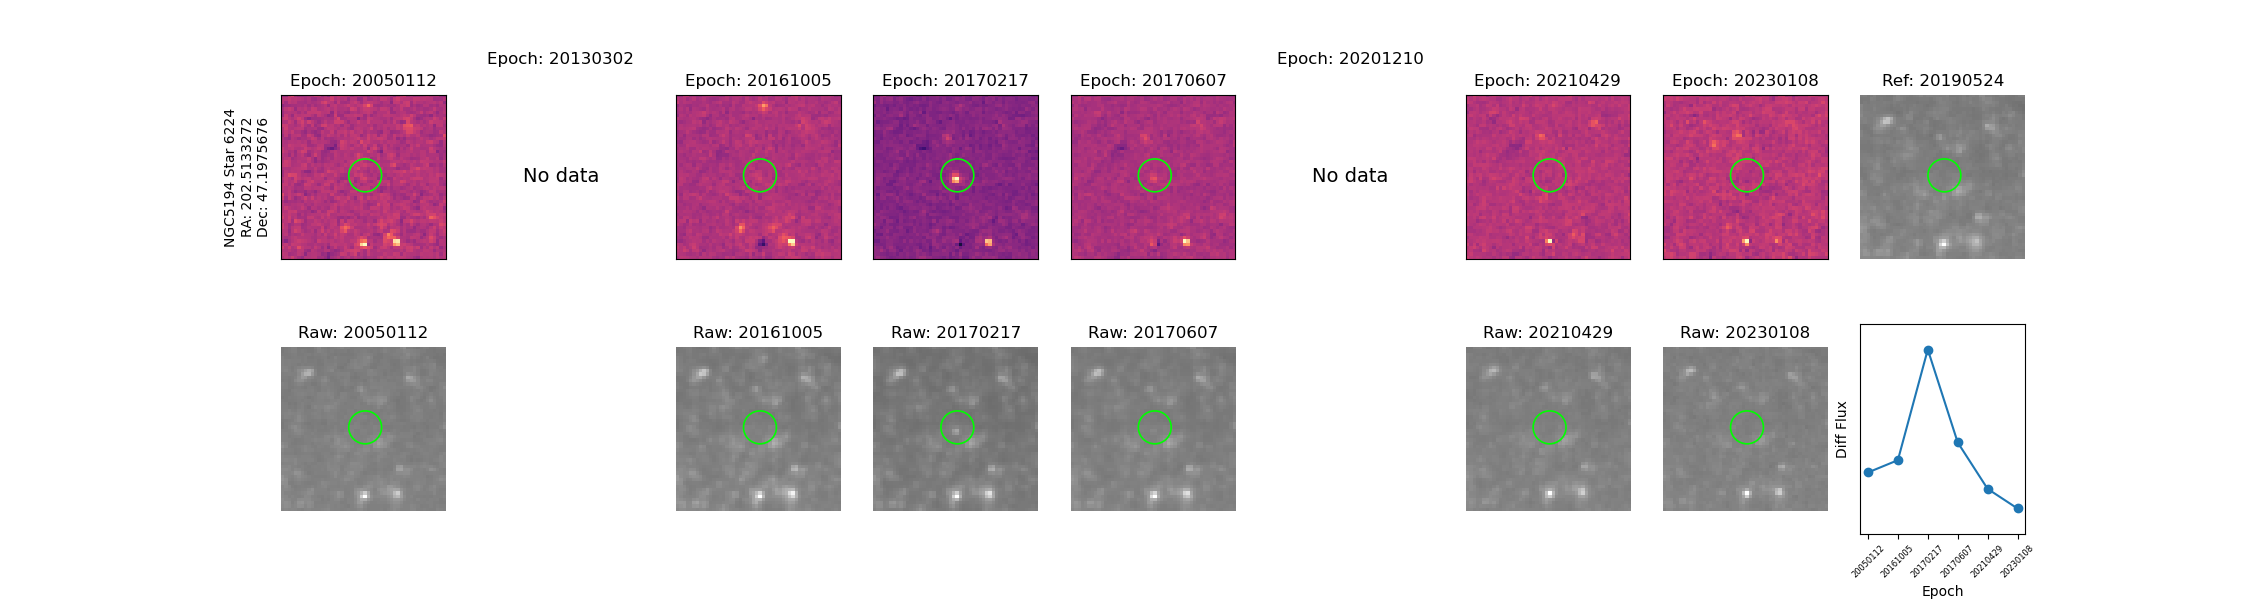 NGC5194 Star 6224
RA: 202.5133272
Dec: 47.1975676
Epoch: 20050112
Epoch: 20130302
No data
Epoch: 20161005
Epoch: 20170217
Epoch: 20170607
Epoch: 20201210
No data
Epoch: 20210429
Epoch: 20230108
Ref: 20190524
Raw: 20050112
Raw: 20161005
Raw: 20170217
Raw: 20170607
Raw: 20210429
Raw: 20230108
Diff Flux
20050112
20161005
20170217
20170607
20210429
20230108
Epoch